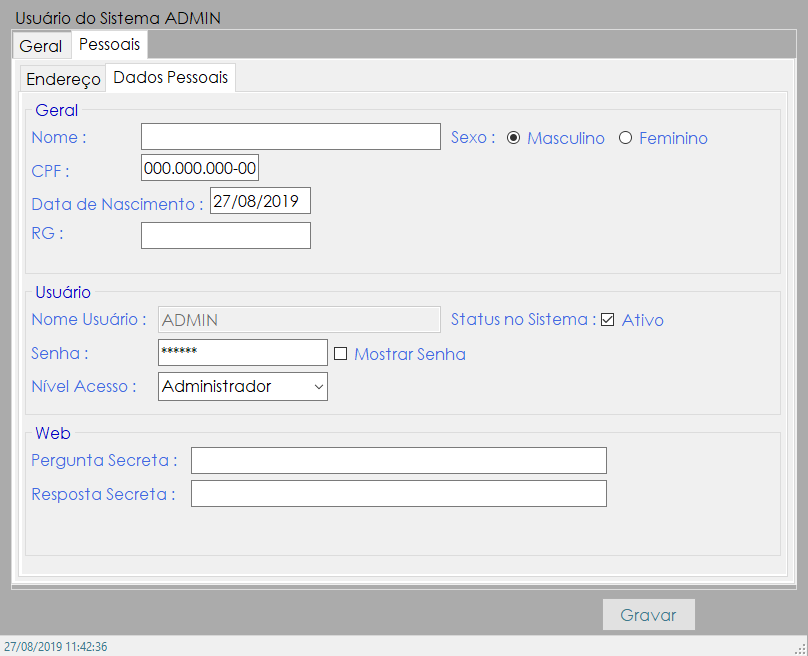 Usuário do Sistema ADMIN
Geral Pessoais
Endereço Dados Pessoais
Geral
Nome : Sexo : Masculino Feminino
CPF : 000.000.000-00
Data de Nascimento : 27/08/2019
RG :
Usuário
Nome Usuário : ADMIN Status no Sistema : Ativo
Senha : ****** Mostrar Senha
Nível Acesso : Administrador
Web
Pergunta Secreta :
Resposta Secreta :
Gravar
27/08/2019 11:42:36